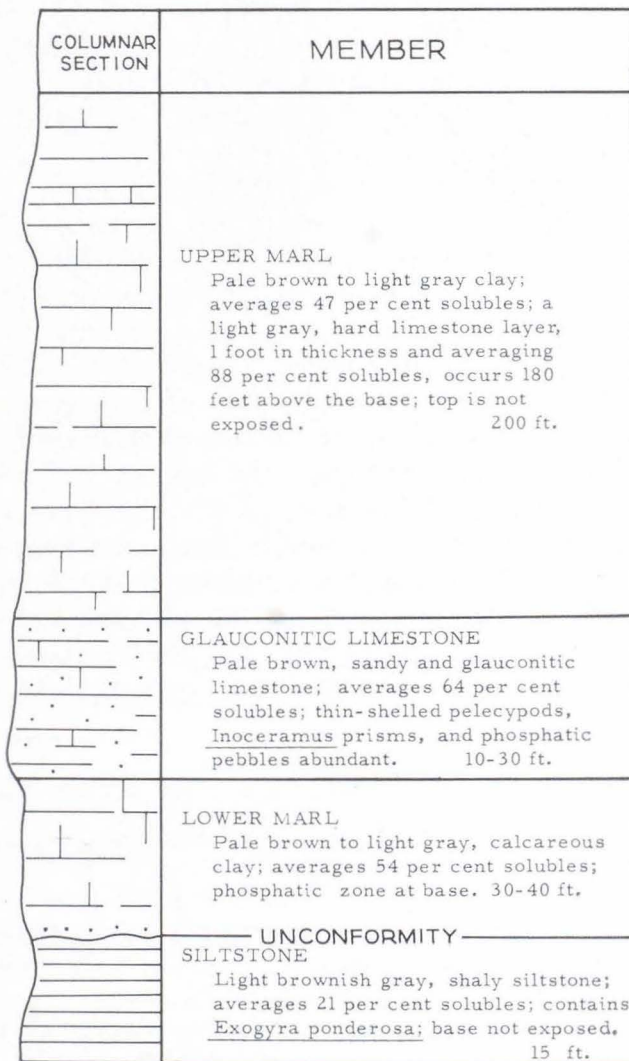 COLUMNAR
SECTION
MEMBER
UPPER MARL
Pale brown to light gray clay;
averages 47 per cent solubles; a
light gray, hard limestone layer,
1 foot in thickness and averaging
88 per cent solubles, occurs 180
feet above the base; top is not
exposed. 200 ft.
GLAUCONITIC LIMESTONE
Pale brown, sandy and glauconitic
limestone; averages 64 per cent
solubles; thin-shelled pelecypods,
Inoceramus prisms, and phosphatic
pebbles abundant. 10-30 ft.
LOWER MARL
Pale brown to light gray, calcareous
clay; averages 54 per cent solubles;
phosphatic zone at base. 30-40 ft.
UNCONFORMITY
SILTSTONE
Light brownish gray, shaly siltstone;
averages 21 per cent solubles; contains
Exogyra ponderosa; base not exposed.
15 ft.